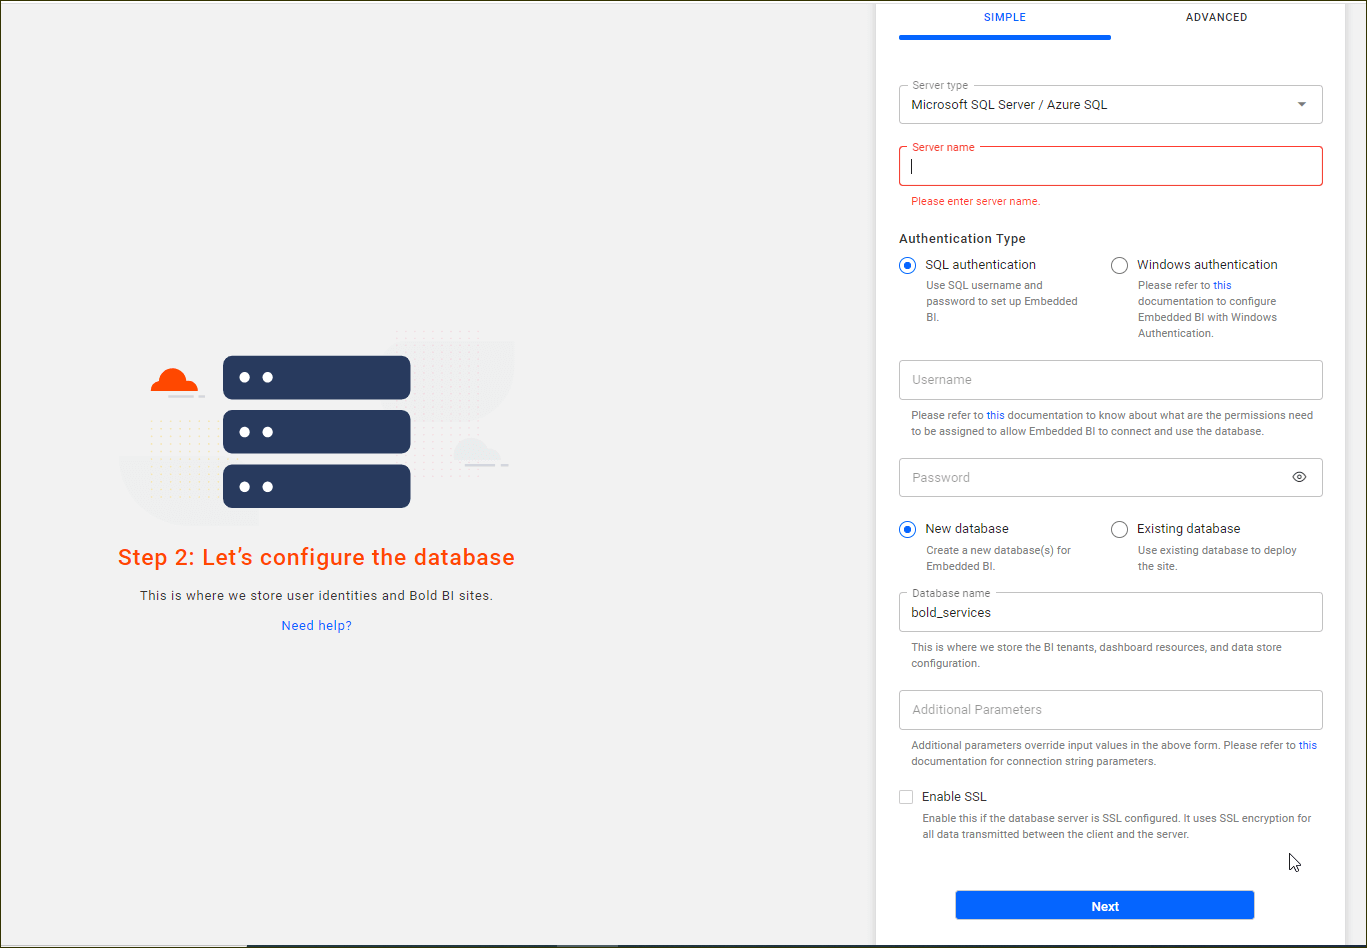 SIMPLE
ADVANCED
Server type
Microsoft SQL Server / Azure SQL
Server name
Please enter server name.
Authentication Type
SQL authentication
Use SQL username and
password to set up Embedded
BI.
Windows authentication
Please refer to this
documentation to configure
Embedded BI with Windows
Authentication.
Username
Please refer to this documentation to know about what are the permissions need
to be assigned to allow Embedded BI to connect and use the database.
Password
New database
Create a new database(s) for
Embedded BI.
Existing database
Use existing database to deploy
the site.
Database name
bold_services
This is where we store the BI tenants, dashboard resources, and data store
configuration.
Additional Parameters
Additional parameters override input values in the above form. Please refer to this
documentation for connection string parameters.
Enable SSL
Enable this if the database server is SSL configured. It uses SSL encryption for
all data transmitted between the client and the server.
Next
Step 2: Let’s configure the database
This is where we store user identities and Bold BI sites.
Need help?